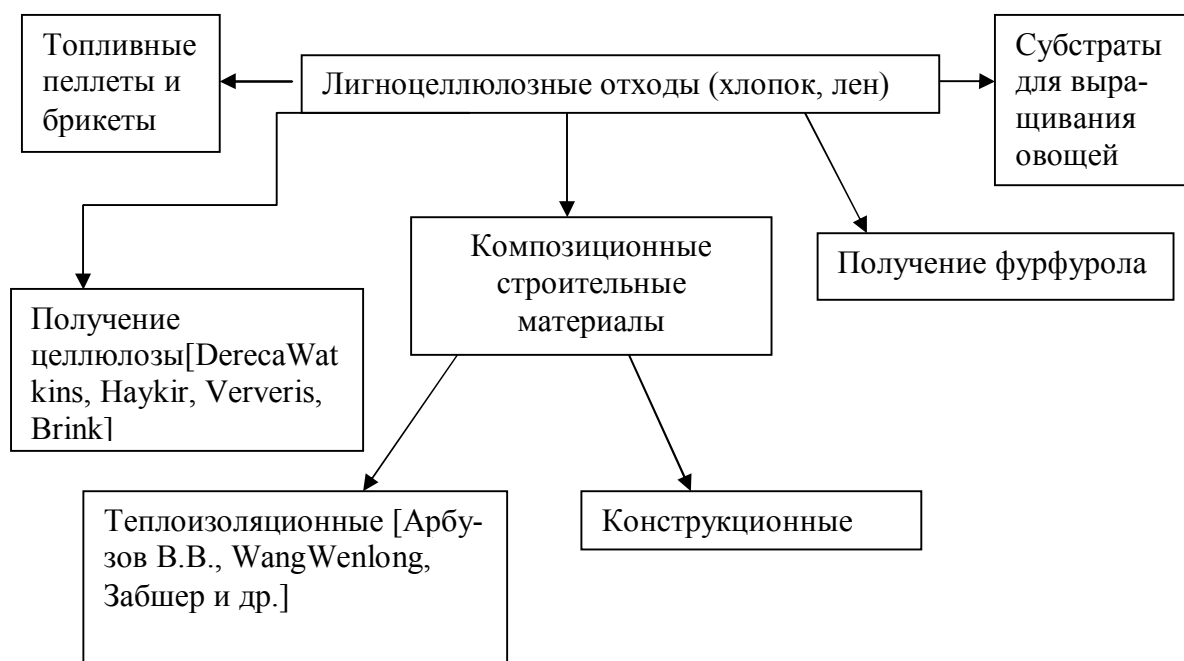 Топливные
пеллеты и
брикеты
Лигноцеллюлозные отходы (хлопок, лен)
Субстраты
для выра-
щивания
овощей
Композиционные
строительные
материалы
Получение фурфурола
Получение
целлюлозы[DerecaWat
kins, Haykir, Ververis,
Brink]
Теплоизоляционные [Арбу-
зов В.В., WangWenlong,
Забшер и др.]
Конструкционные